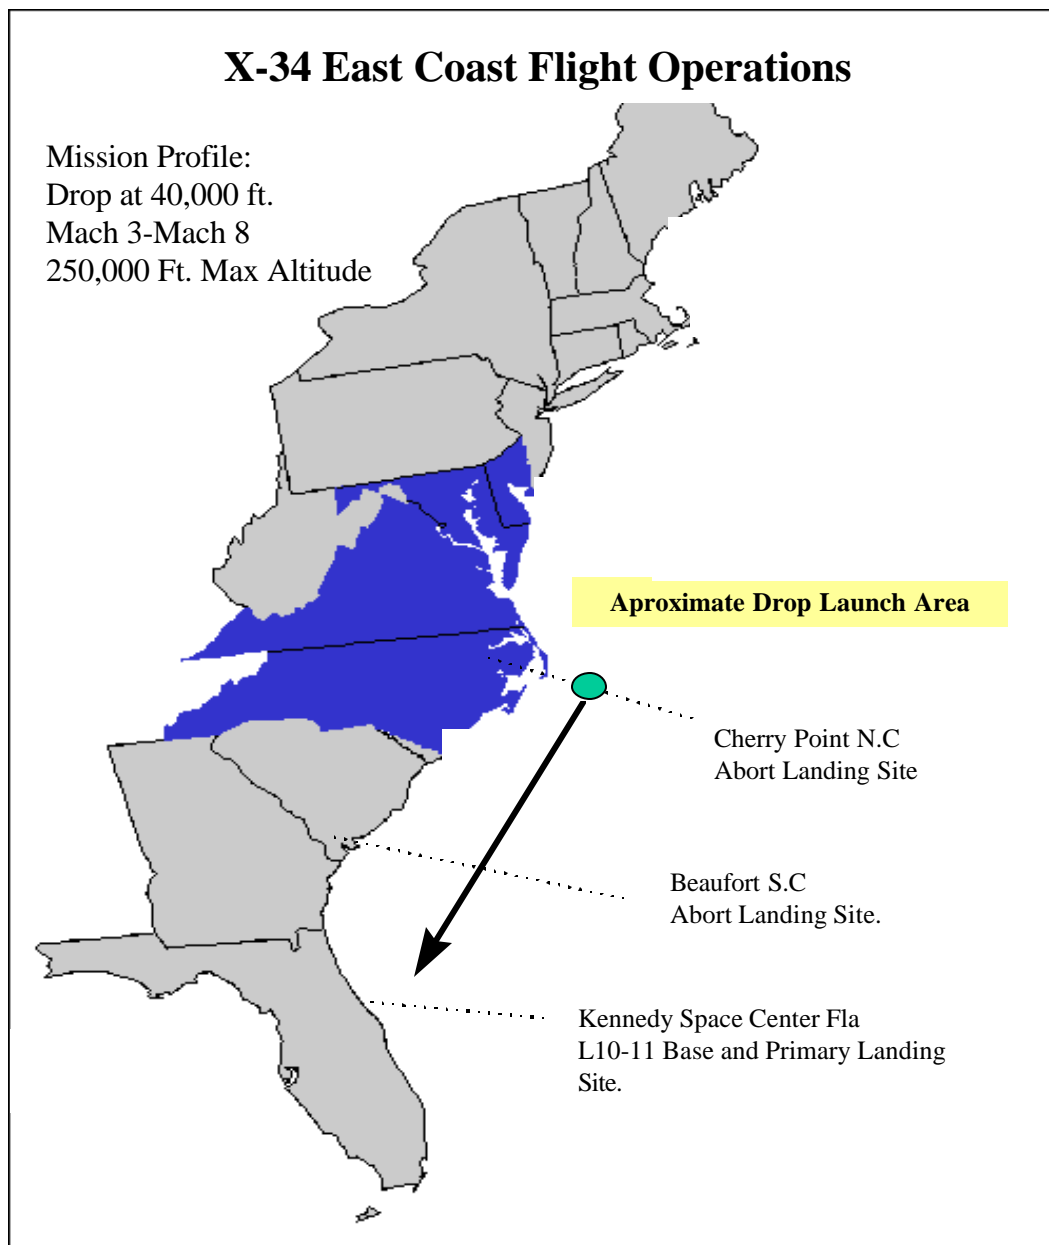 X-34 East Coast Flight Operations
Mission Profile:
Drop at 40,000 ft.
Mach 3-Mach 8
250,000 Ft. Max Altitude
Aproximate Drop Launch Area
Cherry Point N.C
Abort Landing Site
Beaufort S.C
Abort Landing Site.
Kennedy Space Center Fla
L10-11 Base and Primary Landing
Site.